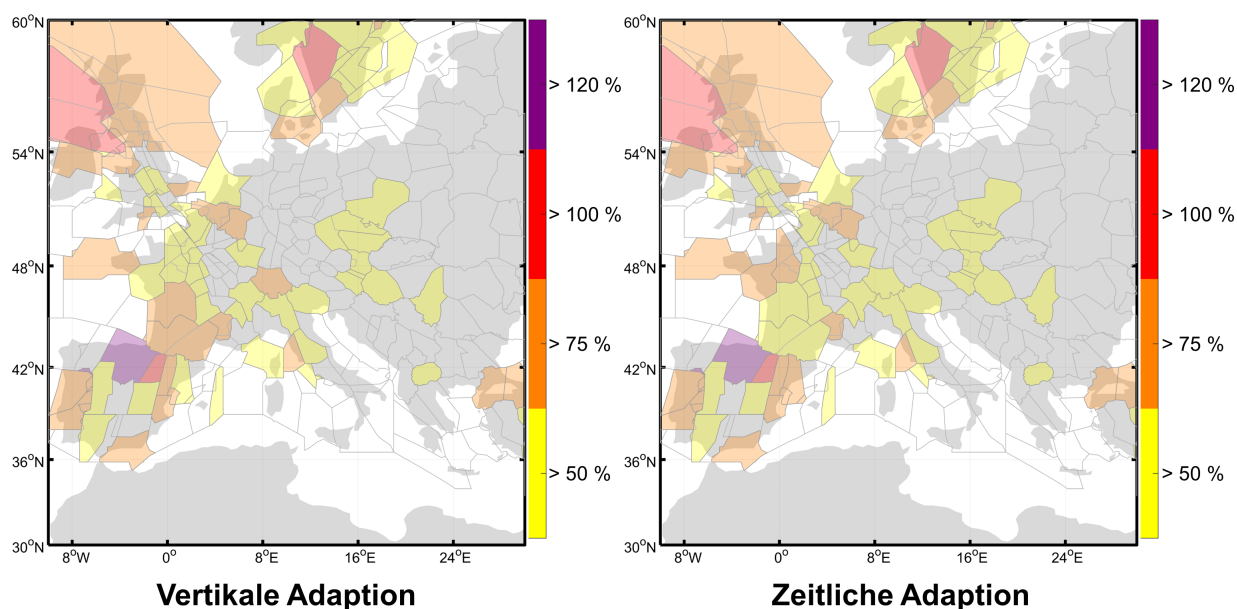 60°N
54°N
48°N
42°N
36°N
30°N
8°W
0°
8°E
16°E
24°E
> 120 %
> 100 %
> 75 %
> 50 %
Vertikale Adaption
60°N
54°N
48°N
42°N
36°N
30°N
8°W
0°
8°E
16°E
24°E
> 120 %
> 100 %
> 75 %
> 50 %
Zeitliche Adaption